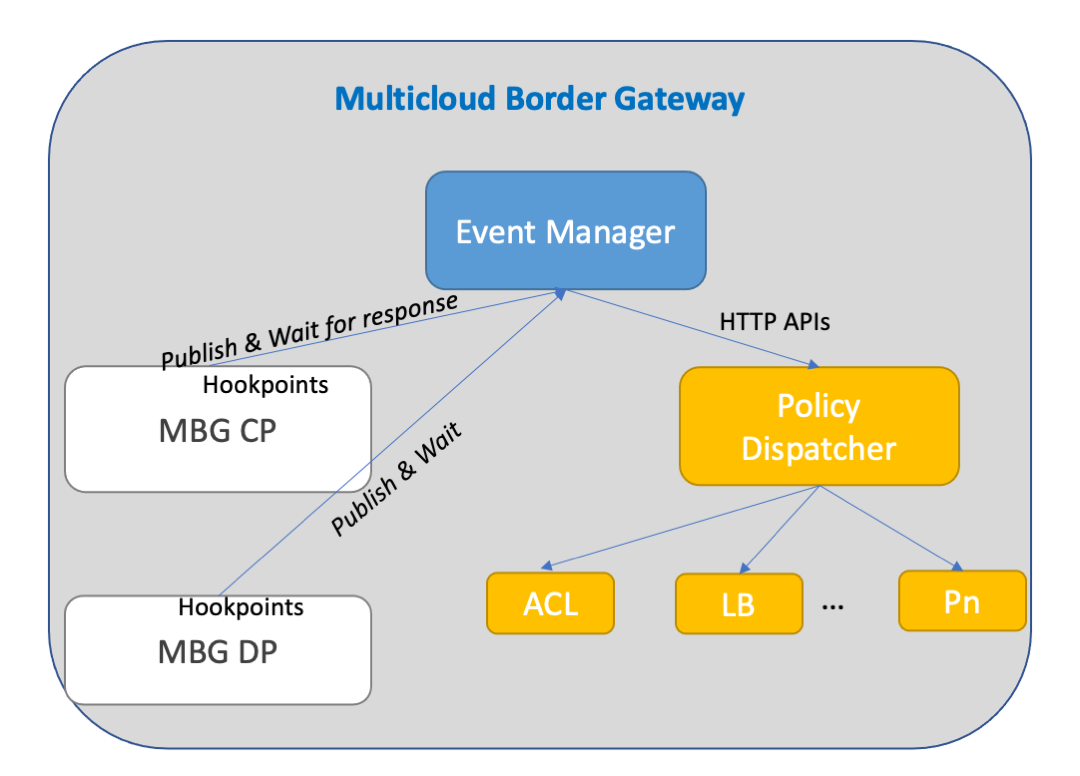 Multicloud Border Gateway
Event Manager
Publish & Wait for response
HTTP APIs
Hookpoints
MBG CP
Policy
Dispatcher
Publish & Wait
Hookpoints
MBG DP
ACL
LB
...
Pn